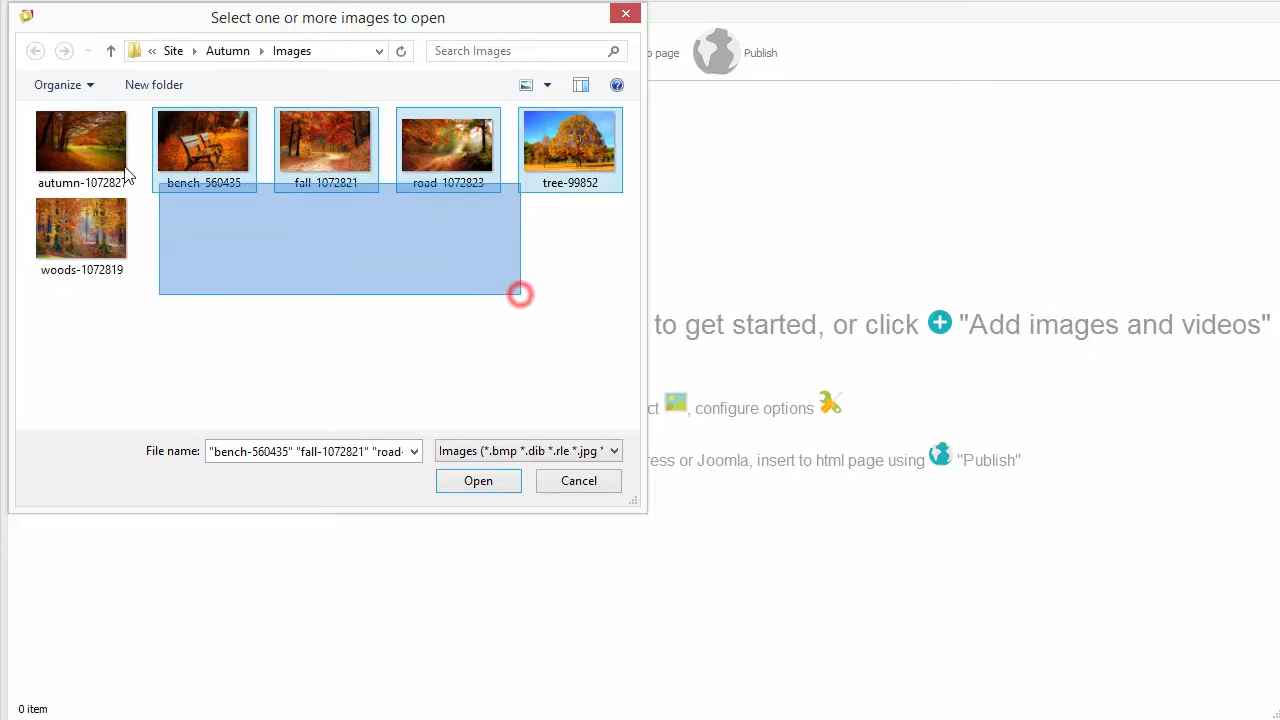 Select one or more images to open
« Site Autumn Images
Search Images
Organize
New folder
autumn-1072827
bench-560435
fall-1072821
road-1072823
tree-99852
woods-1072819
File name: "bench-560435" "fall-1072821" "road-
Images (*.bmp *.dib *.rle *.jpg *
Open
Cancel
page
Publish
to get started, or click "Add images and videos"
, configure options
ress or Joomla, insert to html page using "Publish"
0 item